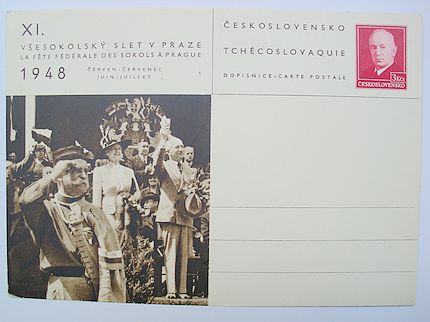 XI.
VŠESOKOLSKÝ SLET V PRAZE
LA FÊTE FÉDÉRALE DES SOKOLS À PRAGUE
1948
ČERVEN-ČERVENEC
JUIN-JUILLET
1
ČESKOSLOVENSKO
TCHÉCOSLOVAQUIE
DOPISNICE-CARTE POSTALE
3Kčs
ČESKOSLOVENSKO